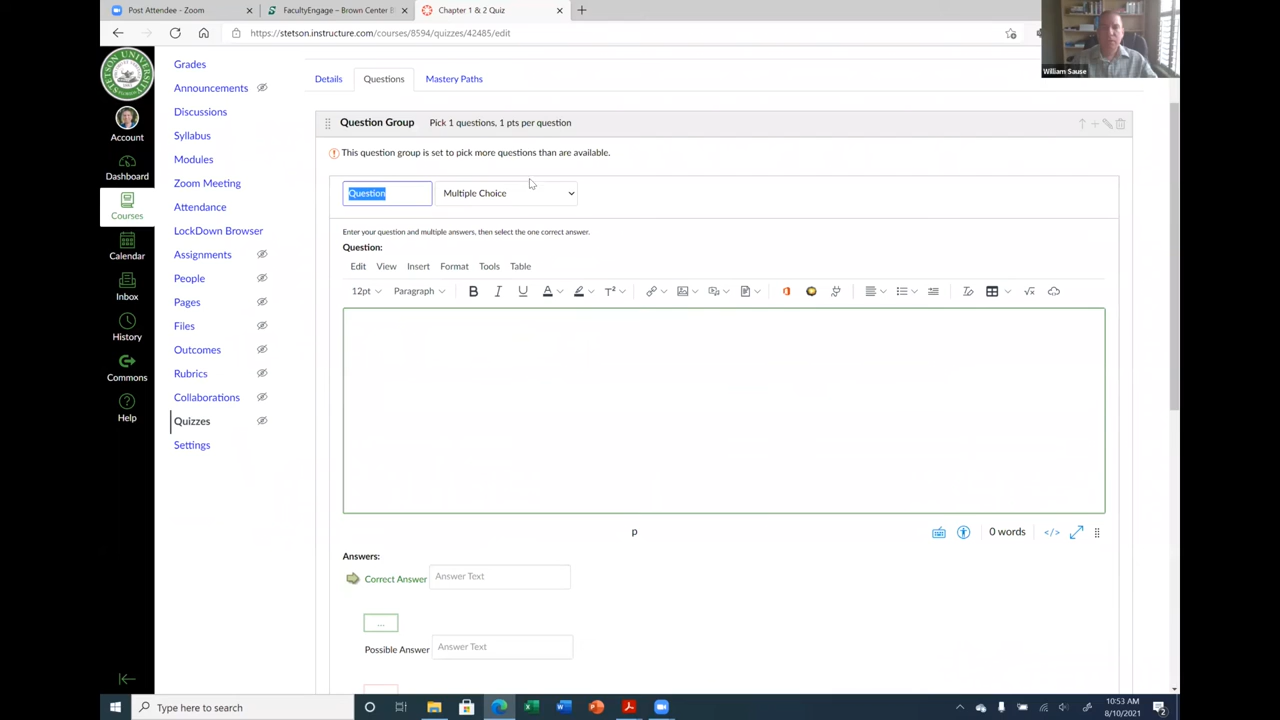 Post Attendee - Zoom
FacultyEngage – Brown Center
Chapter 1 & 2 Quiz
https://stetson.instructure.com/courses/8594/quizzes/42485/edit
William Sause
STETSON UNIVERSITY
Account
Dashboard
Courses
Calendar
Inbox
History
Commons
Help
Grades
Announcements
Discussions
Syllabus
Modules
Zoom Meeting
Attendance
LockDown Browser
Assignments
People
Pages
Files
Outcomes
Rubrics
Collaborations
Quizzes
Settings
Details Questions Mastery Paths
Question Group Pick 1 questions, 1 pts per question
This question group is set to pick more questions than are available.
Question Multiple Choice
Enter your question and multiple answers, then select the one correct answer.
Question:
Edit View Insert Format Tools Table
12pt Paragraph B I U A T²
p 0 words </>
Answers:
Correct Answer Answer Text
...
Possible Answer Answer Text
Type here to search
10:53 AM
8/10/2021
2